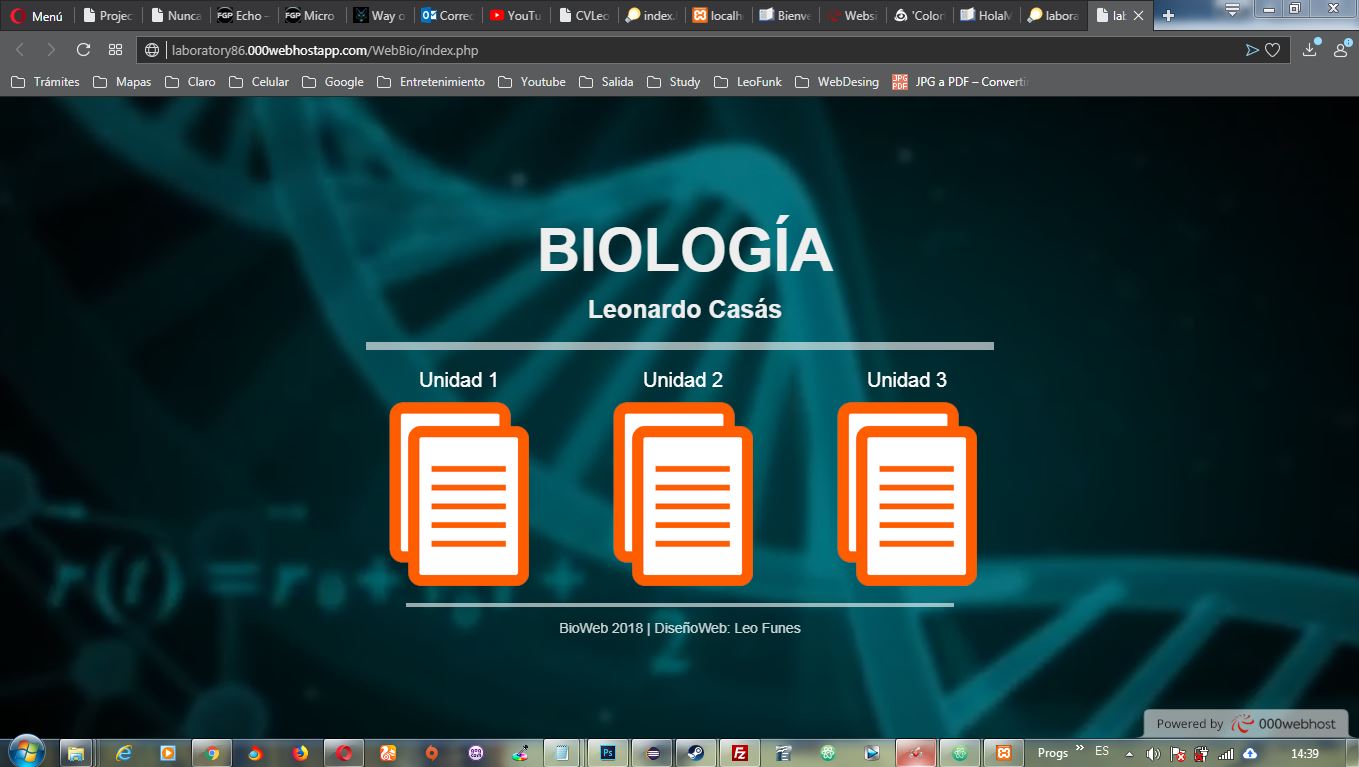 Menú Projec Nunca Echo - Micro Way o Correc YouTu CVLeo index. localh Bienve Websi 'Color HolaM labora lab
laboratory86.000webhostapp.com/WebBio/index.php
Trámites Mapas Claro Celular Google Entretenimiento Youtube Salida Study LeoFunk WebDesing JPG a PDF – Convertir
BIOLOGÍA
Leonardo Casás
Unidad 1 Unidad 2 Unidad 3
r(t) = r₀ +
2
BioWeb 2018 | DiseñoWeb: Leo Funes
Powered by 000webhost
Progs » ES 14:39